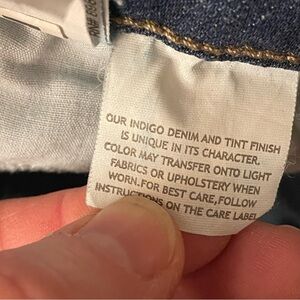 OUR INDIGO DENIM AND TINT FINISH
IS UNIQUE IN ITS CHARACTER.
COLOR MAY TRANSFER ONTO LIGHT
FABRICS OR UPHOLSTERY WHEN
WORN. FOR BEST CARE, FOLLOW
INSTRUCTIONS ON THE CARE LABEL